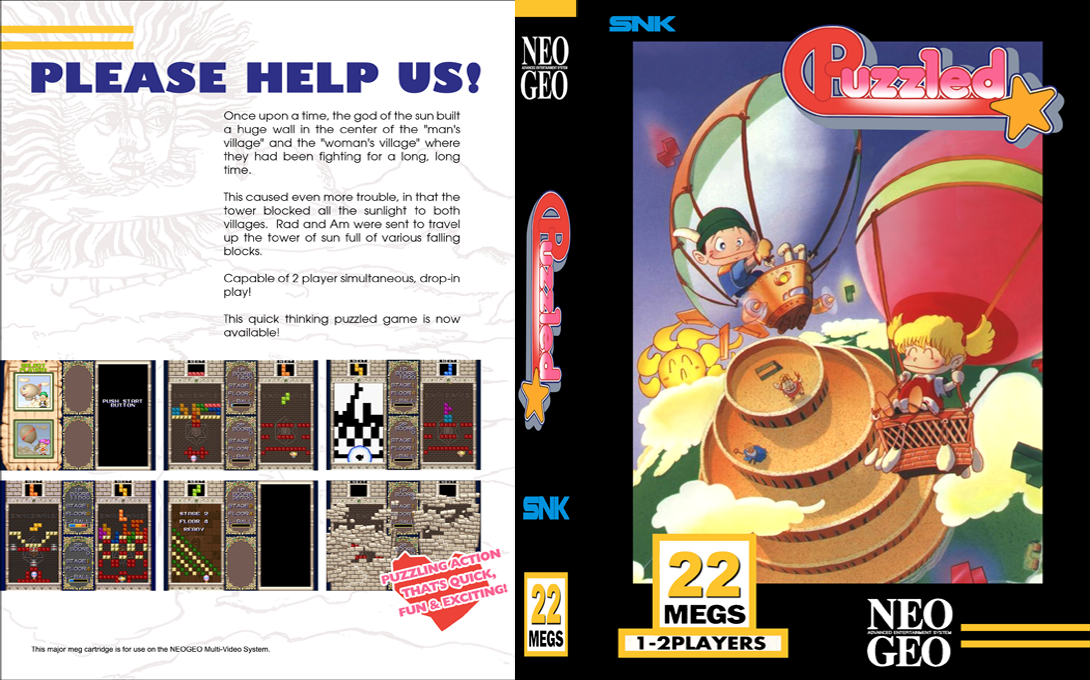 PLEASE HELP US!
Once upon a time, the god of the sun built
a huge wall in the center of the "man's
village" and the "woman's village" where
they had been fighting for a long, long
time.
This caused even more trouble, in that the
tower blocked all the sunlight to both
villages. Rad and Am were sent to travel
up the tower of sun full of various falling
blocks.
Capable of 2 player simultaneous, drop-in
play!
This quick thinking puzzled game is now
available!
PUSH START
BUTTON
STAGE 2
FLOOR 4
READY
PUZZLING ACTION
THAT'S QUICK,
FUN & EXCITING!
This major meg cartridge is for use on the NEOGEO Multi-Video System.
NEO
ADVANCED ENTERTAINMENT SYSTEM
GEO
Puzzled
SNK
22
MEGS
SNK
Puzzled
22
MEGS
1-2PLAYERS
NEO
ADVANCED ENTERTAINMENT SYSTEM
GEO